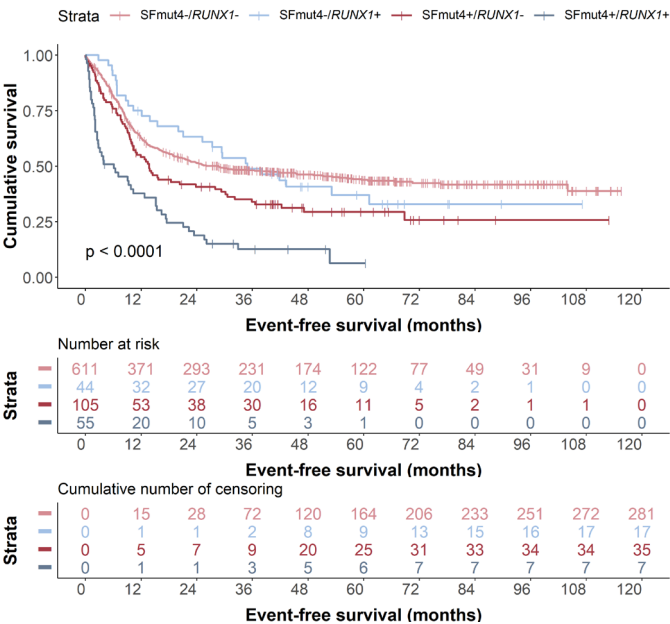 Strata SFmut4-/RUNX1- SFmut4-/RUNX1+ SFmut4+/RUNX1- SFmut4+/RUNX1+
Cumulative survival
1.00
0.75
0.50
0.25
0.00
p < 0.0001
0 12 24 36 48 60 72 84 96 108 120
Event-free survival (months)
Number at risk
Strata
611 371 293 231 174 122 77 49 31 9 0
44 32 27 20 12 9 4 2 1 0 0
105 53 38 30 16 11 5 2 1 1 0
55 20 10 5 3 1 0 0 0 0 0
0 12 24 36 48 60 72 84 96 108 120
Event-free survival (months)
Cumulative number of censoring
Strata
0 15 28 72 120 164 206 233 251 272 281
0 1 1 2 8 9 13 15 16 17 17
0 5 7 9 20 25 31 33 34 34 35
0 1 1 3 5 6 7 7 7 7 7
0 12 24 36 48 60 72 84 96 108 120
Event-free survival (months)